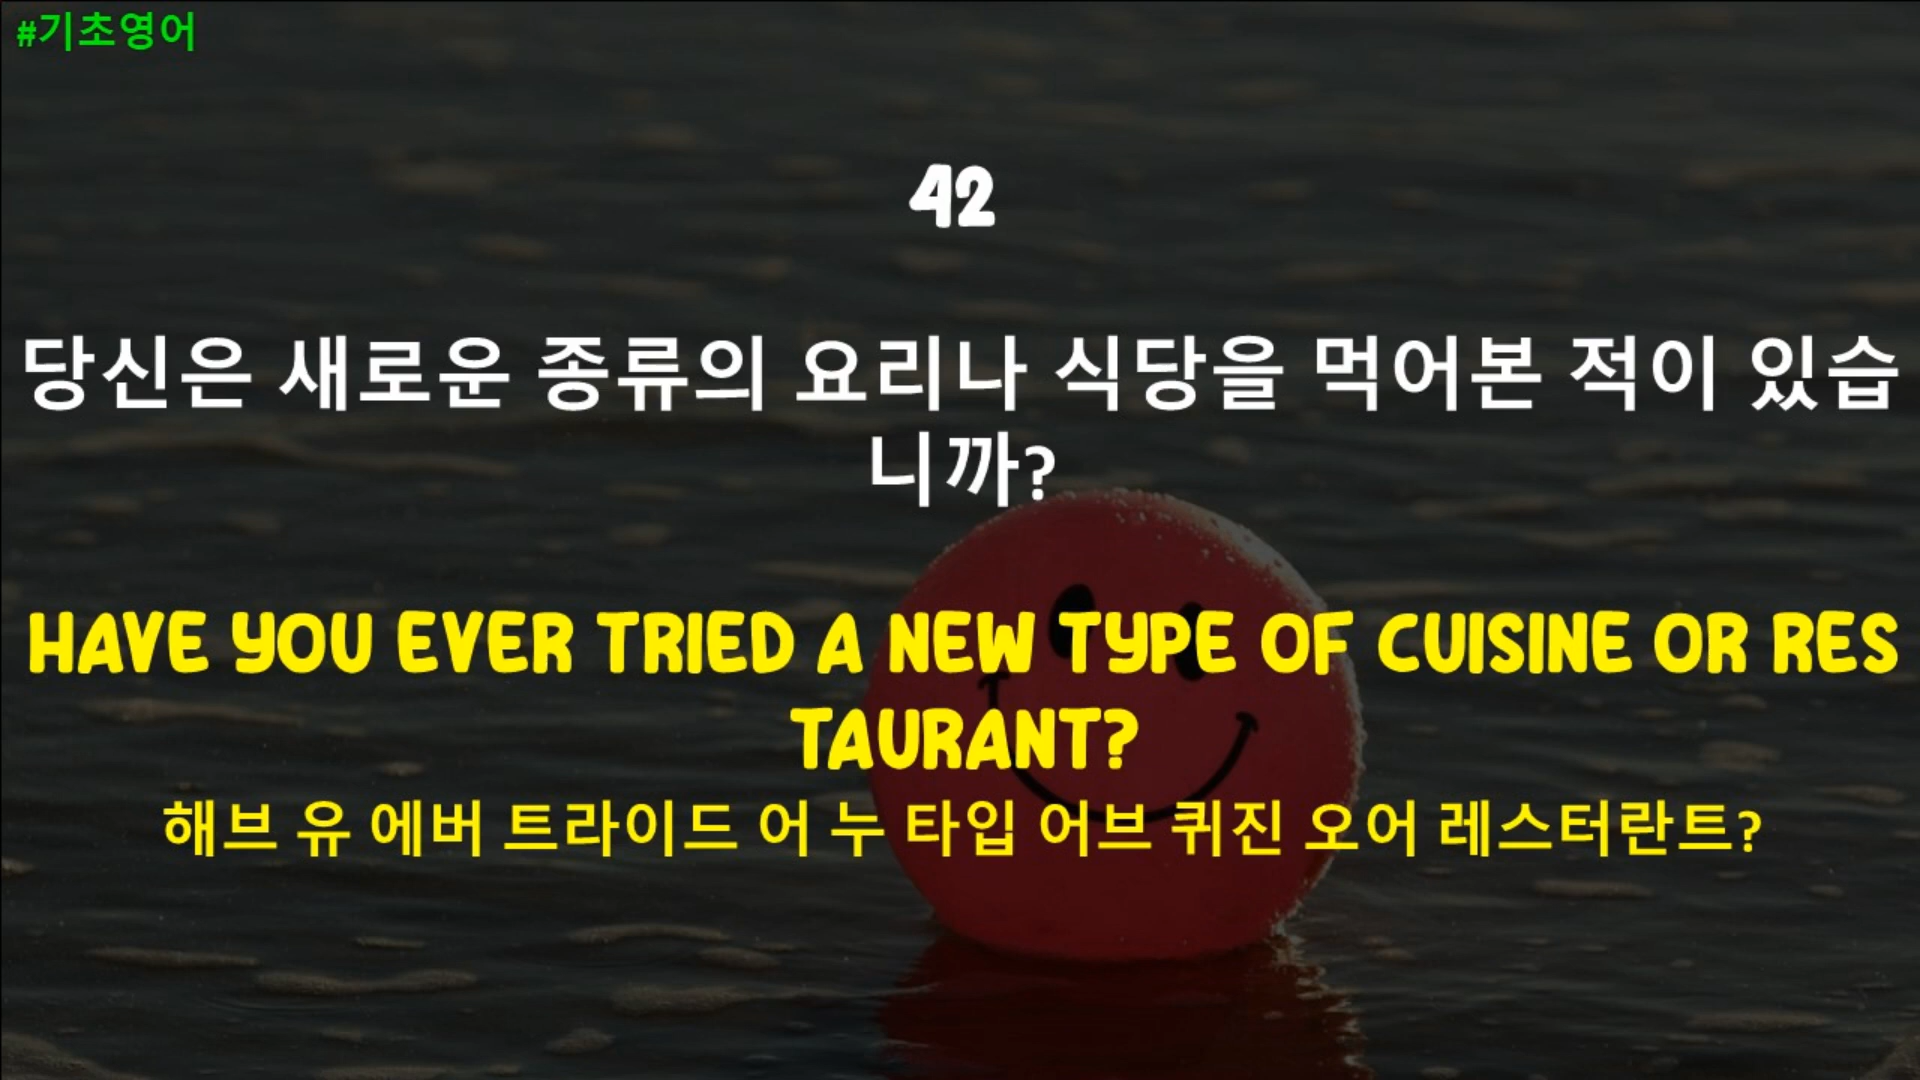 #기초영어
42
당신은 새로운 종류의 요리나 식당을 먹어본 적이 있습
니까?
HAVE YOU EVER TRIED A NEW TYPE OF CUISINE OR RES
TAURANT?
해브 유 에버 트라이드 어 누 타입 어브 퀴진 오어 레스터란트?